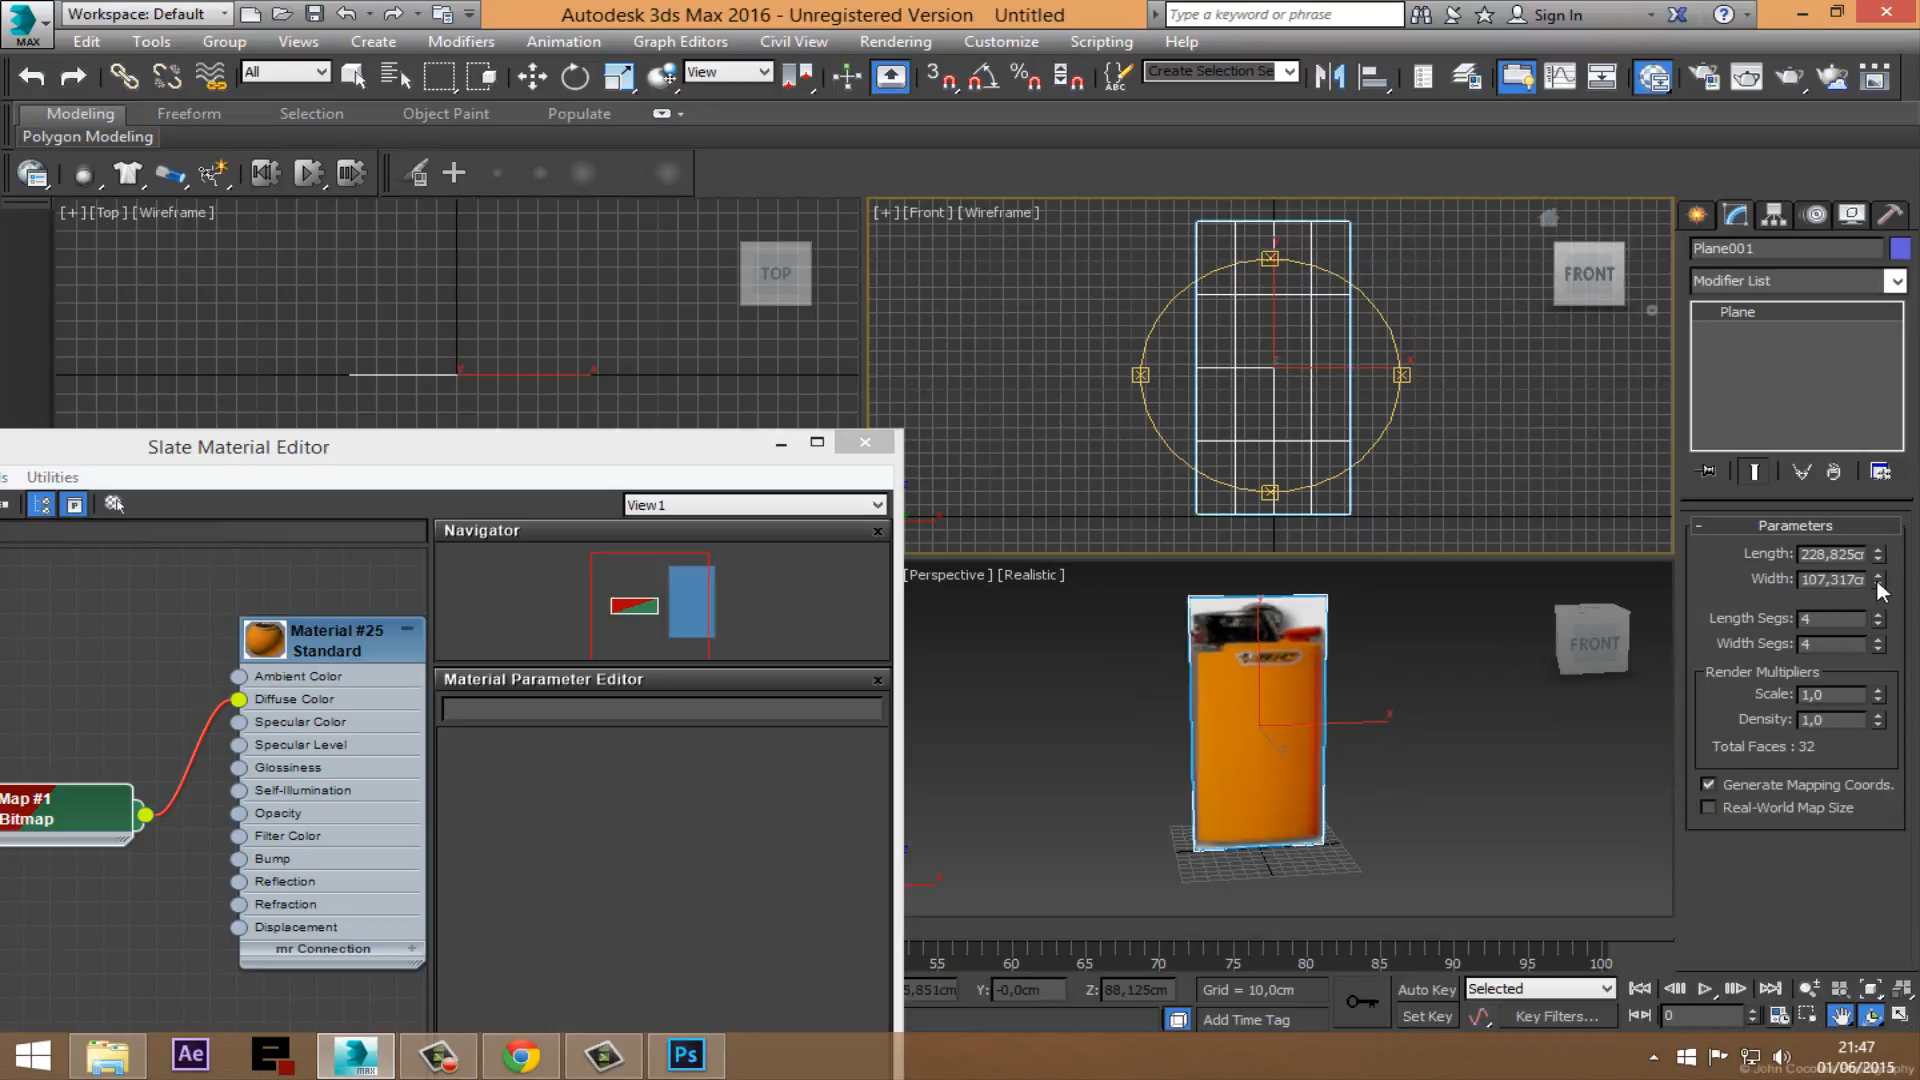 Workspace: Default
Autodesk 3ds Max 2016 - Unregistered Version Untitled
Type a keyword or phrase
Sign In
MAX
Edit Tools Group Views Create Modifiers Animation Graph Editors Civil View Rendering Customize Scripting Help
All
View
ABC
Create Selection Se
Modeling Freeform Selection Object Paint Populate
Polygon Modeling
[+][Top][Wireframe]
TOP
[+][Front][Wireframe]
FRONT
Plane001
Modifier List
Plane
Slate Material Editor
Utilities
View1
Navigator
Material Parameter Editor
Material #25
Standard
Ambient Color
Diffuse Color
Specular Color
Specular Level
Glossiness
Self-Illumination
Opacity
Filter Color
Bump
Reflection
Refraction
Displacement
mr Connection
Map #1
Bitmap
Perspective][Realistic]
BIC
FRONT
Parameters
Length: 228,825cr
Width: 107,317cr
Length Segs: 4
Width Segs: 4
Render Multipliers
Scale: 1,0
Density: 1,0
Total Faces : 32
Generate Mapping Coords.
Real-World Map Size
55 60 65 70 75 80 85 90 95 100
5,851cm Y: -0,0cm Z: 88,125cm Grid = 10,0cm
Add Time Tag
Auto Key Selected
Set Key Key Filters... 0
Ae
MAX
Ps
21:47
01/06/2015